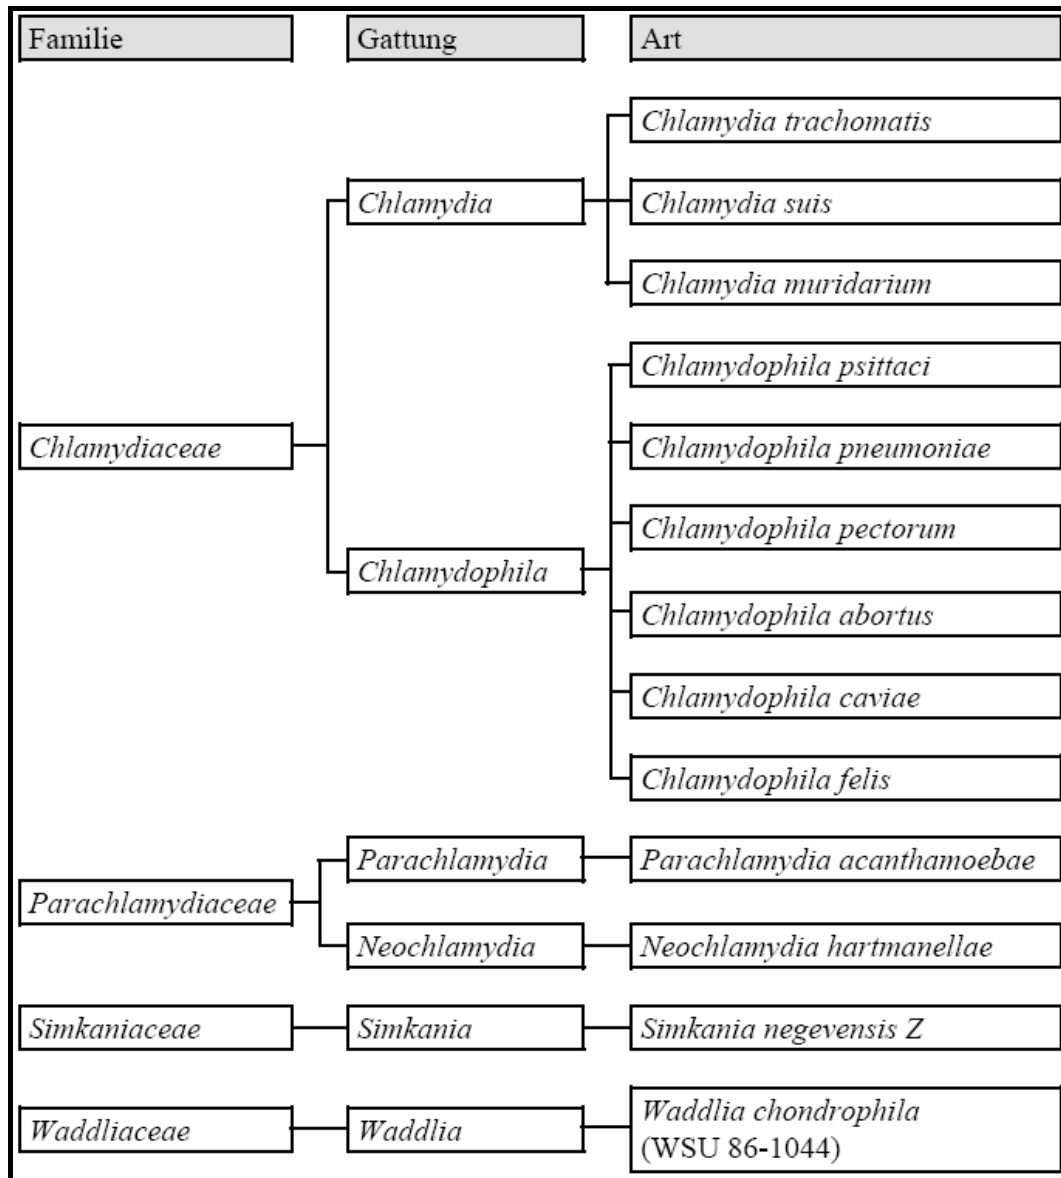 Familie
Gattung
Art
Chlamydia trachomatis
Chlamydia
Chlamydia suis
Chlamydia muridarium
Chlamydophila psittaci
Chlamydiaceae
Chlamydophila pneumoniae
Chlamydophila pectorum
Chlamydophila
Chlamydophila abortus
Chlamydophila caviae
Chlamydophila felis
Parachlamydia
Parachlamydia acanthamoebae
Parachlamydiaceae
Neochlamydia
Neochlamydia hartmanellae
Simkaniaceae
Simkania
Simkania negevensis Z
Waddliaceae
Waddlia
Waddlia chondrophila
(WSU 86-1044)